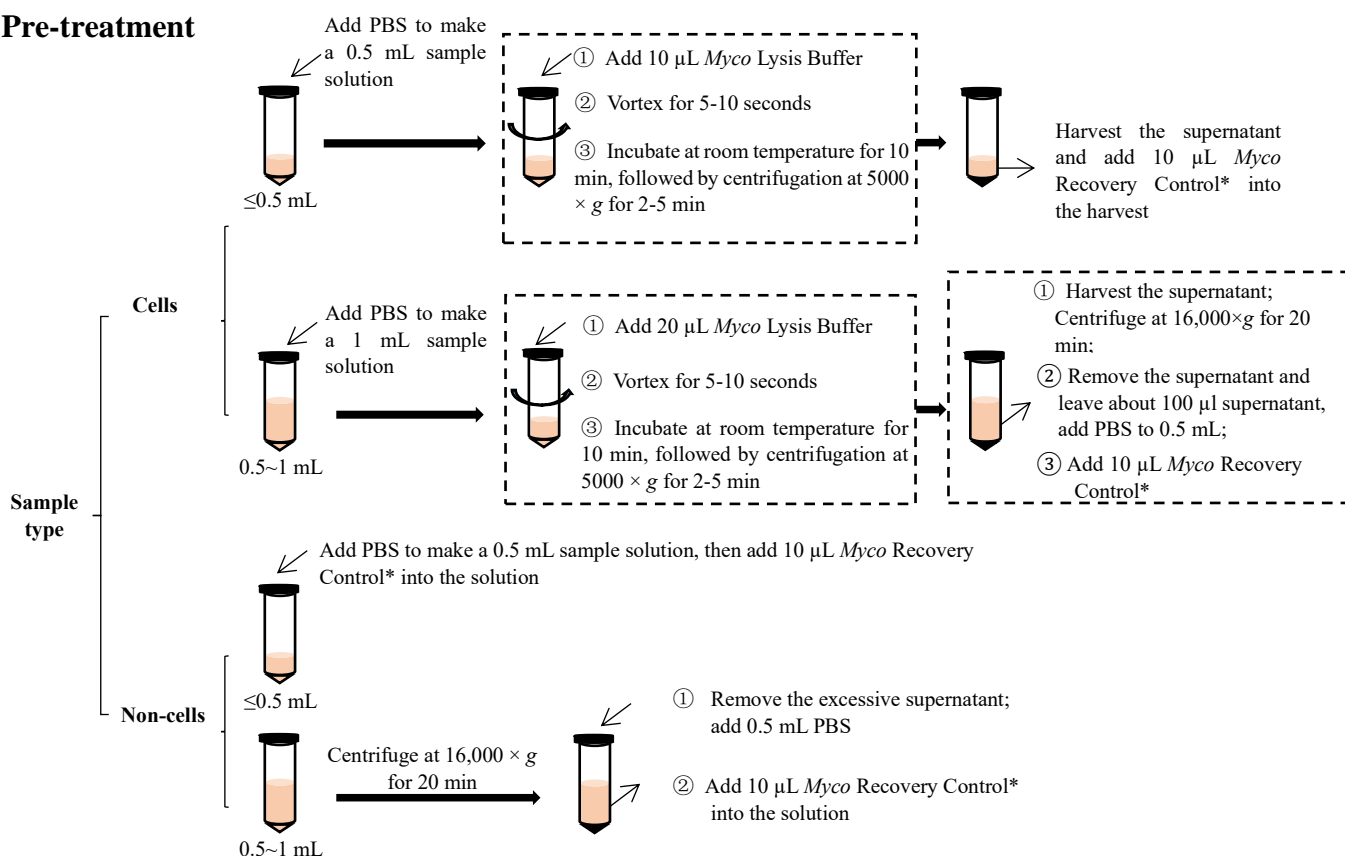 Pre-treatment
Add PBS to make
a 0.5 mL sample
solution
≤0.5 mL
① Add 10 µL Myco Lysis Buffer
② Vortex for 5-10 seconds
③ Incubate at room temperature for 10
min, followed by centrifugation at 5000
× g for 2-5 min
Harvest the supernatant
and add 10 µL Myco
Recovery Control* into
the harvest
Cells
Add PBS to make
a 1 mL sample
solution
0.5~1 mL
① Add 20 µL Myco Lysis Buffer
② Vortex for 5-10 seconds
③ Incubate at room temperature for
10 min, followed by centrifugation at
5000 × g for 2-5 min
① Harvest the supernatant;
Centrifuge at 16,000×g for 20
min;
② Remove the supernatant and
leave about 100 µl supernatant,
add PBS to 0.5 mL;
③ Add 10 µL Myco Recovery
Control*
Sample
type
Add PBS to make a 0.5 mL sample solution, then add 10 µL Myco Recovery
Control* into the solution
≤0.5 mL
Non-cells
Centrifuge at 16,000 × g
for 20 min
0.5~1 mL
① Remove the excessive supernatant;
add 0.5 mL PBS
② Add 10 µL Myco Recovery Control*
into the solution